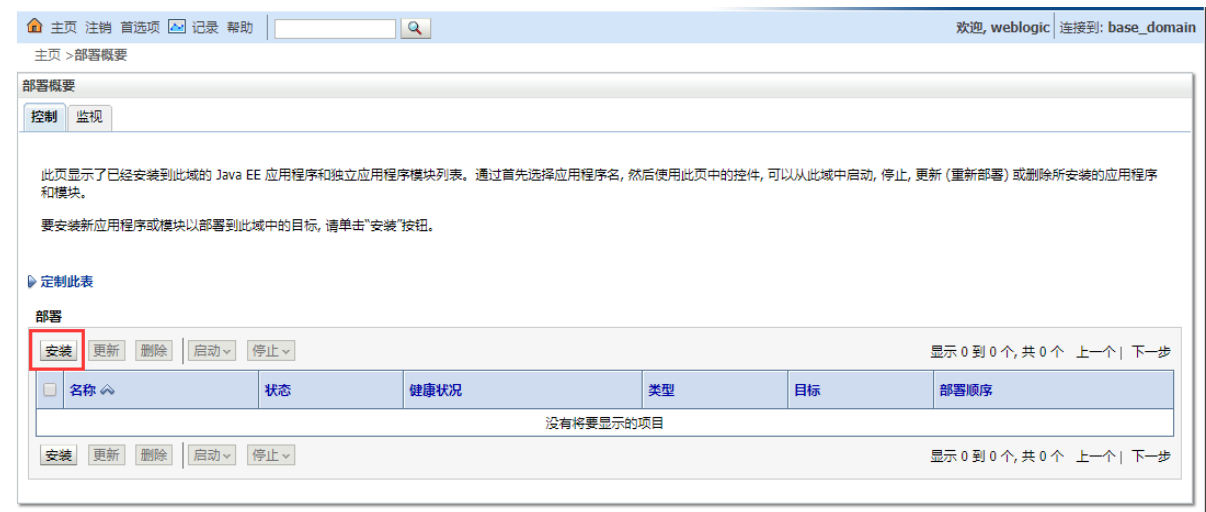 主页 注销 首选项 记录 帮助 欢迎, weblogic 连接到: base_domain
主页 >部署概要
部署概要
控制 监视
此页显示了已经安装到此域的 Java EE 应用程序和独立应用程序模块列表。通过首先选择应用程序名, 然后使用此页中的控件, 可以从此域中启动, 停止, 更新 (重新部署) 或删除所安装的应用程序
和模块。
要安装新应用程序或模块以部署到此域中的目标, 请单击"安装"按钮。
定制此表
部署
安装 更新 删除 启动 停止 显示 0 到 0 个, 共 0 个 上一个 | 下一步
名称 状态 健康状况 类型 目标 部署顺序
没有将要显示的项目
安装 更新 删除 启动 停止 显示 0 到 0 个, 共 0 个 上一个 | 下一步